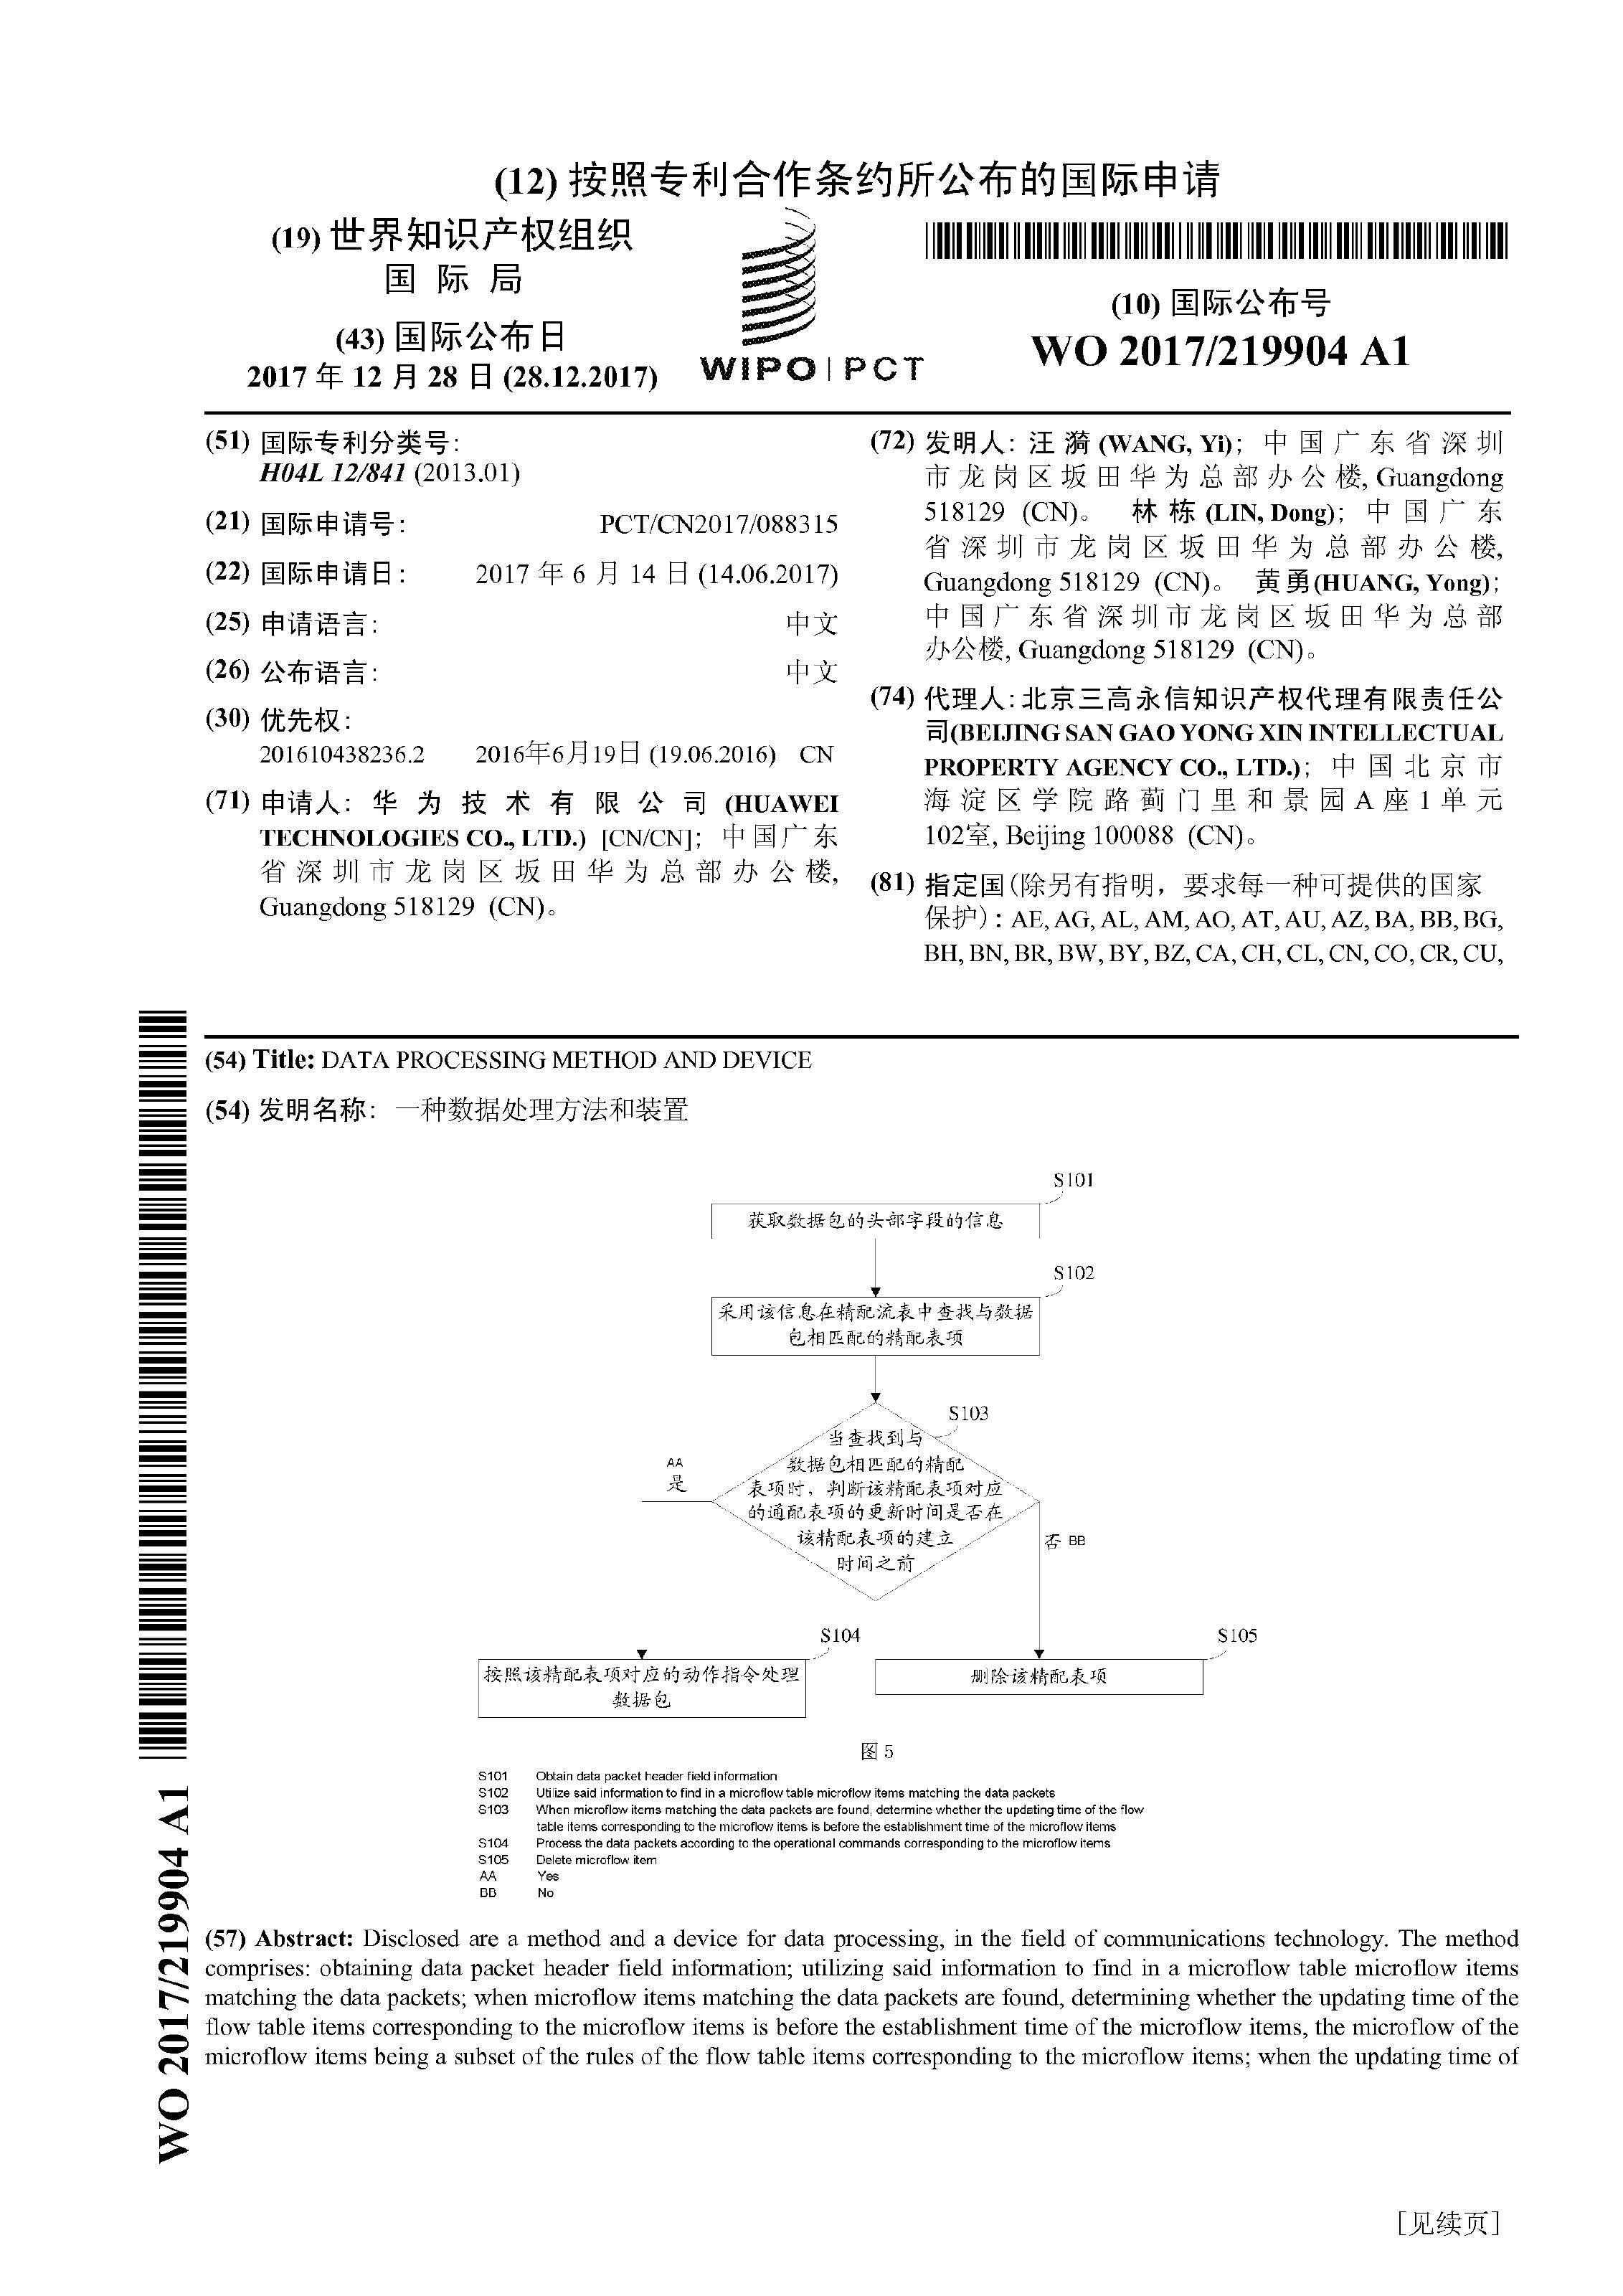 (12) 按照专利合作条约所公布的国际申请
(19) 世界知识产权组织
国 际 局
(43) 国际公布日
2017 年 12 月 28 日 (28.12.2017)
WIPO | PCT
(10) 国际公布号
WO 2017/219904 A1
(51) 国际专利分类号:
H04L 12/841 (2013.01)
(21) 国际申请号: PCT/CN2017/088315
(22) 国际申请日: 2017 年 6 月 14 日 (14.06.2017)
(25) 申请语言: 中文
(26) 公布语言: 中文
(30) 优先权:
201610438236.2 2016年6月19日 (19.06.2016) CN
(71) 申请人: 华 为 技 术 有 限 公 司 (HUAWEI
TECHNOLOGIES CO., LTD.) [CN/CN]; 中国广东
省深圳市龙岗区坂田华为总部办公楼,
Guangdong 518129 (CN)。
(72) 发明人: 汪漪 (WANG, Yi); 中国广东省深圳
市龙岗区坂田华为总部办公楼, Guangdong
518129 (CN)。 林栋 (LIN, Dong); 中国广东
省深圳市龙岗区坂田华为总部办公楼,
Guangdong 518129 (CN)。 黄勇(HUANG, Yong);
中国广东省深圳市龙岗区坂田华为总部
办公楼, Guangdong 518129 (CN)。
(74) 代理人: 北京三高永信知识产权代理有限责任公
司(BEIJING SAN GAO YONG XIN INTELLECTUAL
PROPERTY AGENCY CO., LTD.); 中国北京市
海淀区学院路蓟门里和景园A座1单元
102室, Beijing 100088 (CN)。
(81) 指定国(除另有指明，要求每一种可提供的国家
保护): AE, AG, AL, AM, AO, AT, AU, AZ, BA, BB, BG,
BH, BN, BR, BW, BY, BZ, CA, CH, CL, CN, CO, CR, CU,
(54) Title: DATA PROCESSING METHOD AND DEVICE
(54) 发明名称: 一种数据处理方法和装置
S101
获取数据包的头部字段的信息
S102
采用该信息在精配流表中查找与数据
包相匹配的精配表项
S103
当查找到与
数据包相匹配的精配
表项时，判断该精配表项对应
的通配表项的更新时间是否在
该精配表项的建立
时间之前
AA
是
否 BB
S104
按照该精配表项对应的动作指令处理
数据包
S105
删除该精配表项
图 5
S101 Obtain data packet header field information
S102 Utilize said information to find in a microflow table microflow items matching the data packets
S103 When microflow items matching the data packets are found, determine whether the updating time of the flow
table items corresponding to the microflow items is before the establishment time of the microflow items
S104 Process the data packets according to the operational commands corresponding to the microflow items
S105 Delete microflow item
AA Yes
BB No
(57) Abstract: Disclosed are a method and a device for data processing, in the field of communications technology. The method
comprises: obtaining data packet header field information; utilizing said information to find in a microflow table microflow items
matching the data packets; when microflow items matching the data packets are found, determining whether the updating time of the
flow table items corresponding to the microflow items is before the establishment time of the microflow items, the microflow of the
microflow items being a subset of the rules of the flow table items corresponding to the microflow items; when the updating time of
WO 2017/219904 A1
[见续页]